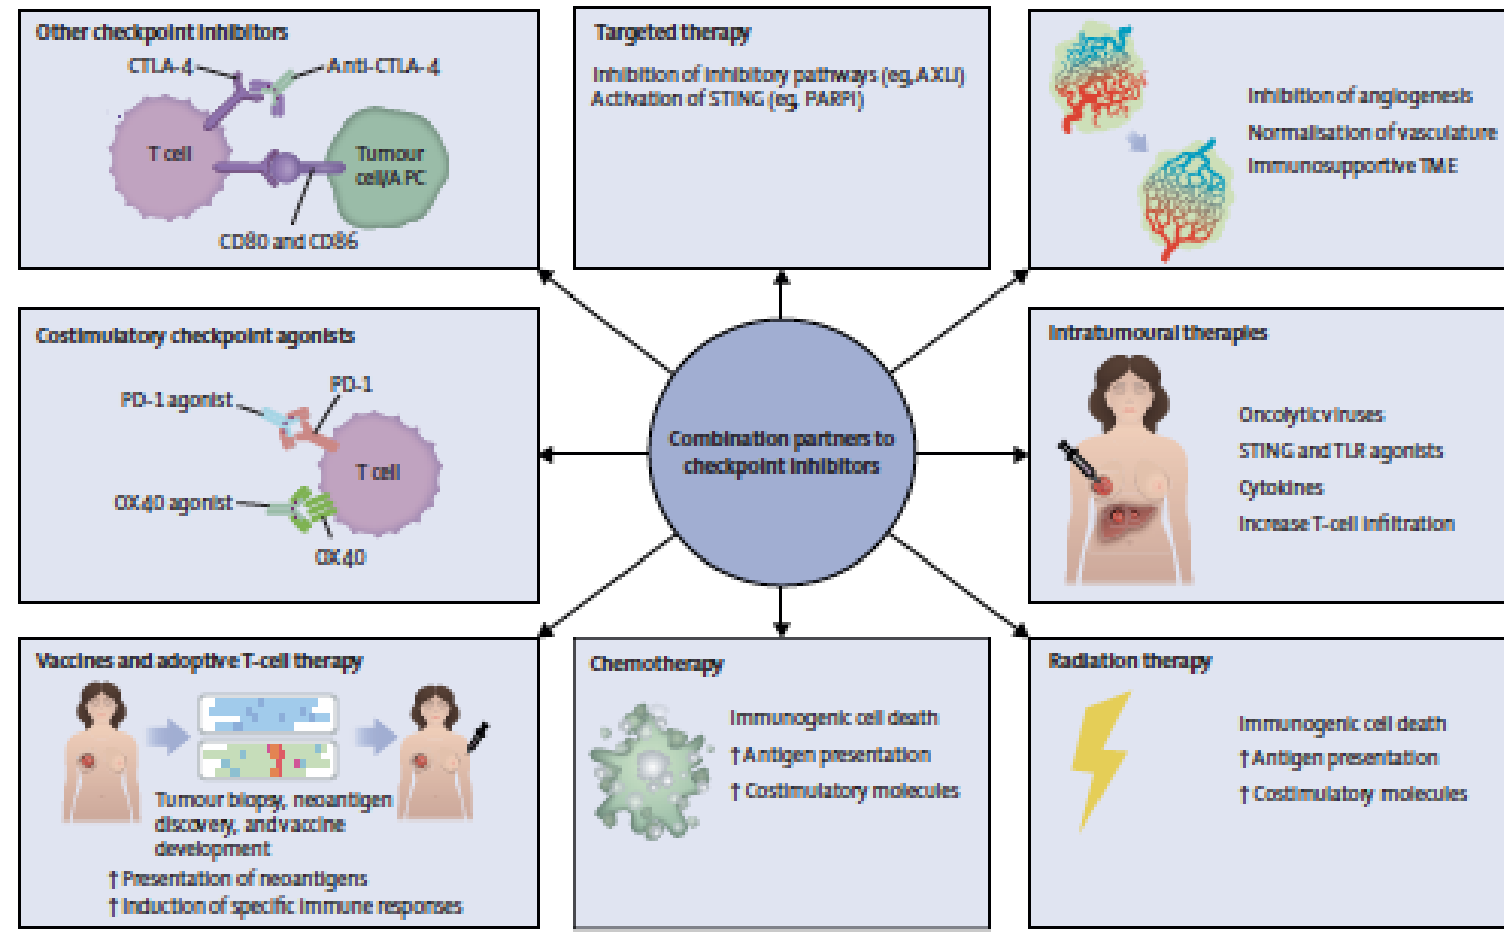 Other checkpoint inhibitors
CTLA-4
Anti-CTLA-4
T cell
Tumour
cell/APC
CD80 and CD86
Targeted therapy
Inhibition of inhibitory pathways (eg, AXLI)
Activation of STING (eg, PARPI)
Inhibition of angiogenesis
Normalisation of vasculature
Immunosupportive TME
Costimulatory checkpoint agonists
PD-1 agonist
PD-1
T cell
OX40 agonist
OX40
Combination partners to
checkpoint inhibitors
Intratumoural therapies
Oncolytic viruses
STING and TLR agonists
Cytokines
Increase T-cell infiltration
Vaccines and adoptive T-cell therapy
Tumour biopsy, neoantigen
discovery, and vaccine
development
↑ Presentation of neoantigens
↑ Induction of specific immune responses
Chemotherapy
Immunogenic cell death
↑ Antigen presentation
↑ Costimulatory molecules
Radiation therapy
Immunogenic cell death
↑ Antigen presentation
↑ Costimulatory molecules